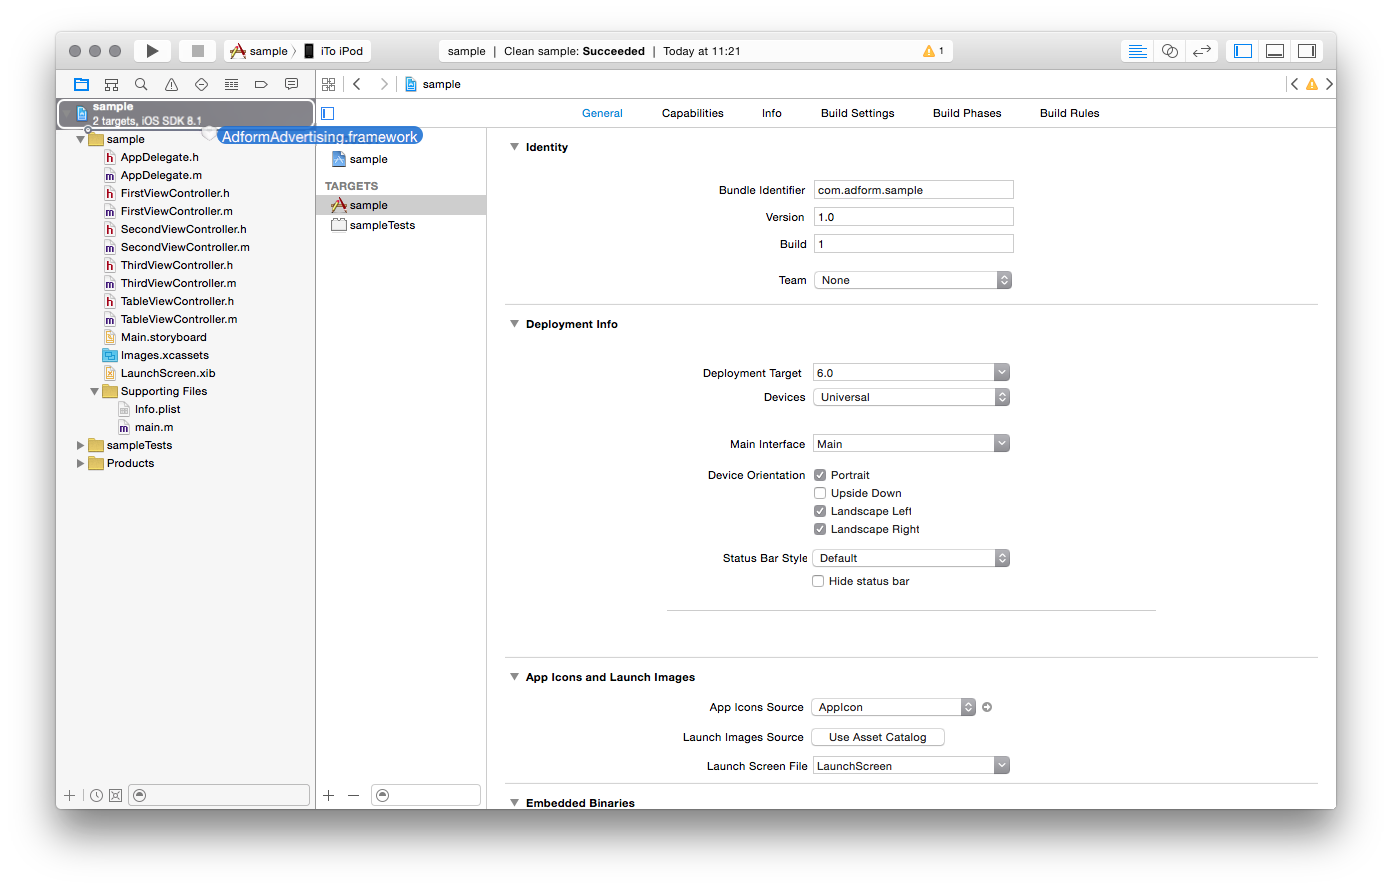 sample iTo iPod sample | Clean sample: Succeeded | Today at 11:21 1
sample
sample
2 targets, iOS SDK 8.1
AdformAdvertising.framework
sample
AppDelegate.h
AppDelegate.m
FirstViewController.h
FirstViewController.m
SecondViewController.h
SecondViewController.m
ThirdViewController.h
ThirdViewController.m
TableViewController.h
TableViewController.m
Main.storyboard
Images.xcassets
LaunchScreen.xib
Supporting Files
Info.plist
main.m
sampleTests
Products
sample
TARGETS
sample
sampleTests
General Capabilities Info Build Settings Build Phases Build Rules
Identity
Bundle Identifier com.adform.sample
Version 1.0
Build 1
Team None
Deployment Info
Deployment Target 6.0
Devices Universal
Main Interface Main
Device Orientation Portrait
Upside Down
Landscape Left
Landscape Right
Status Bar Style Default
Hide status bar
App Icons and Launch Images
App Icons Source AppIcon
Launch Images Source Use Asset Catalog
Launch Screen File LaunchScreen
Embedded Binaries